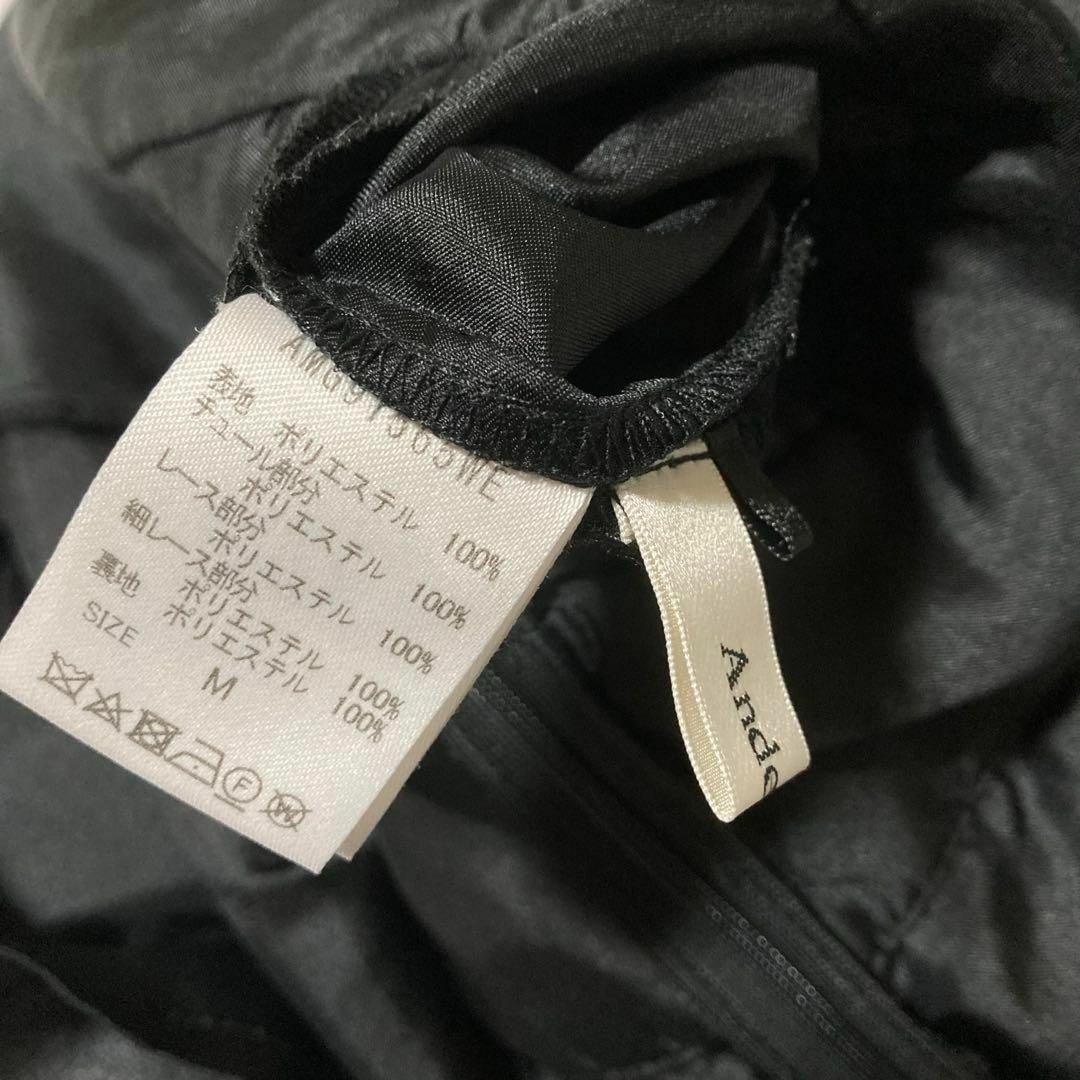 表地 ポリエステル 100%
チュール部分
ポリエステル 100%
レース部分
ポリエステル 100%
細レース部分
ポリエステル 100%
裏地 ポリエステル 100%
SIZE M
F
W
And